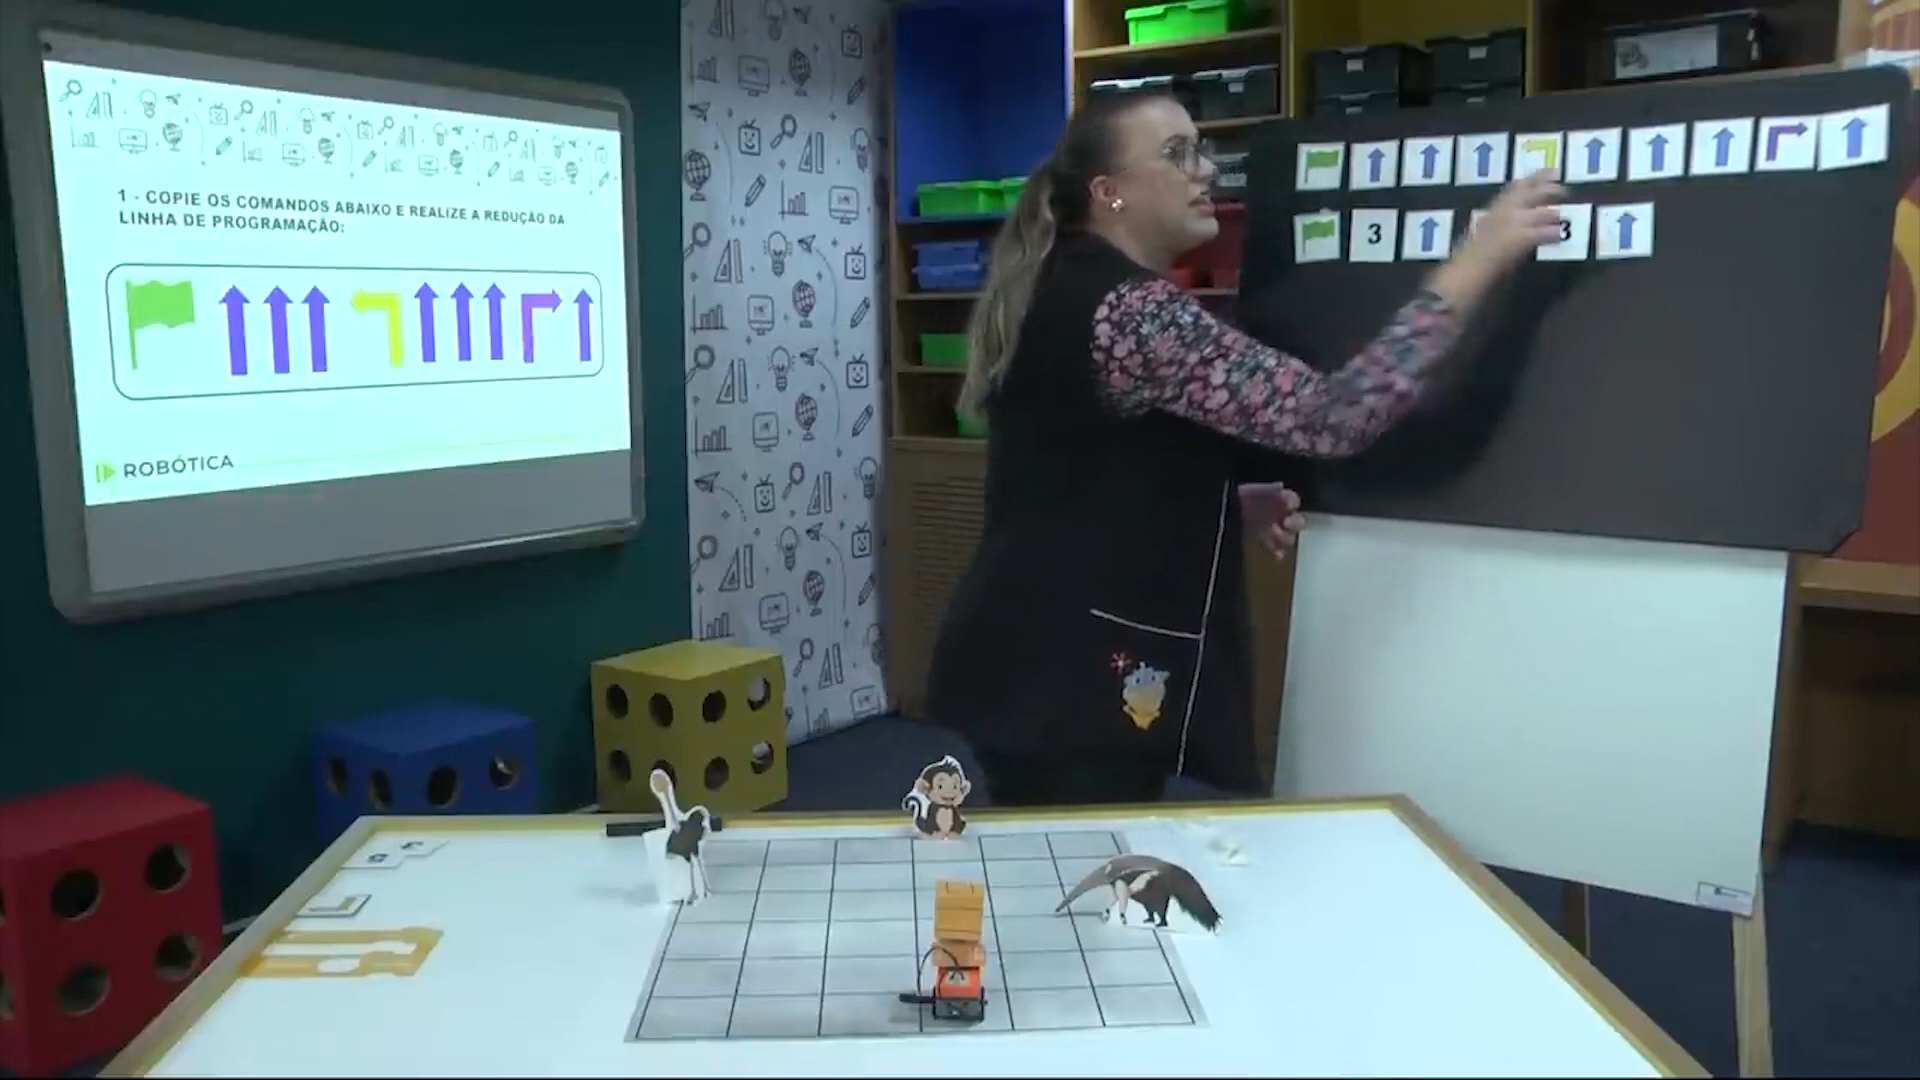 1 - COPIE OS COMANDOS ABAIXO E REALIZE A REDUÇÃO DA
LINHA DE PROGRAMAÇÃO:
ROBÓTICA
3
3